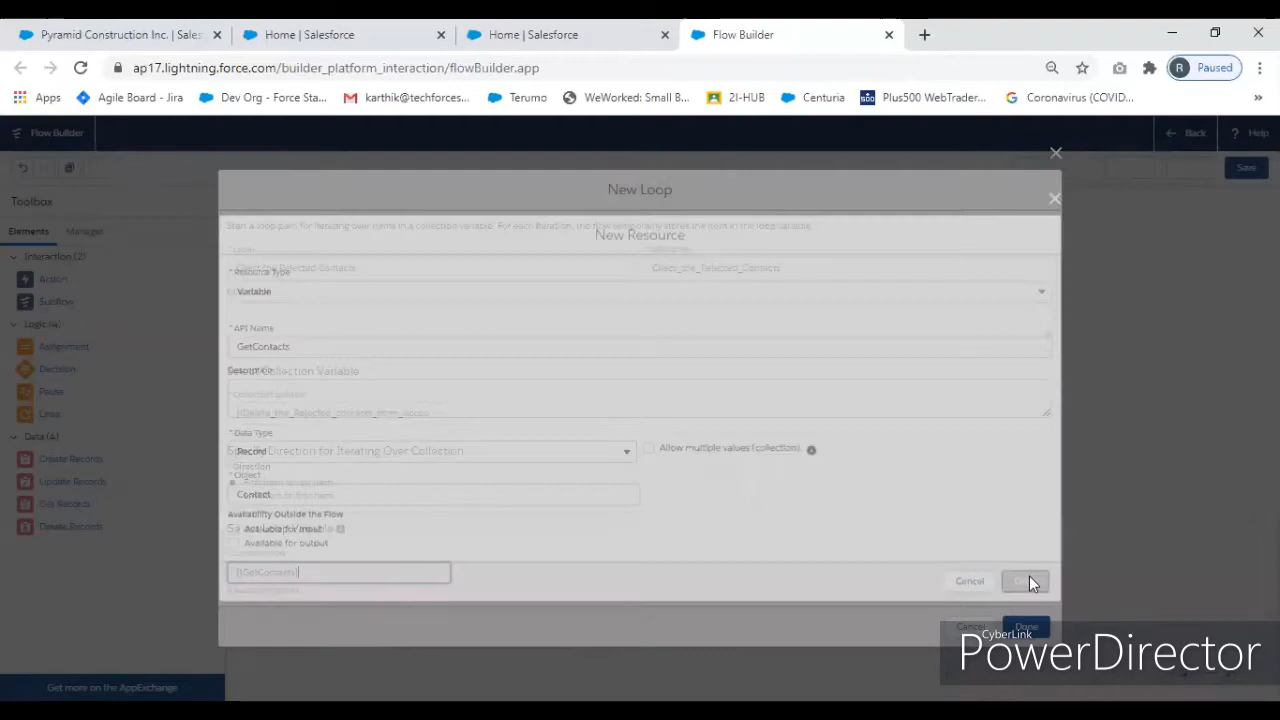 Pyramid Construction Inc. | Sales
Home | Salesforce
Home | Salesforce
Flow Builder
ap17.lightning.force.com/builder_platform_interaction/flowBuilder.app
R Paused
Apps
Agile Board - Jira
Dev Org - Force Sta...
karthik@techforces...
Terumo
WeWorked: Small B...
2I-HUB
Centuria
Plus500 WebTrader...
Coronavirus (COVID...
Flow Builder
Back
? Help
Save
Toolbox
New Loop
Elements
Manager
Start a loop path for iterating over items in a collection variable. For each iteration, the flow temporarily stores the item in the loop variable.
New Resource
Interaction (2)
Action
Subflow
* Resource Type
Variable
Logic (4)
Assignment
Decision
Pause
Loop
* API Name
GetContacts
Select Collection Variable
* Data Type
Record
Allow multiple values (collection)
Specify Direction for Iterating Over Collection
Direction
* Object
Contact
Data (4)
Create Records
Update Records
Get Records
Delete Records
Availability Outside the Flow
Available for input
Available for output
{!GetContacts}
Cancel
Cancel
Done
Get more on the AppExchange
CyberLink
PowerDirector